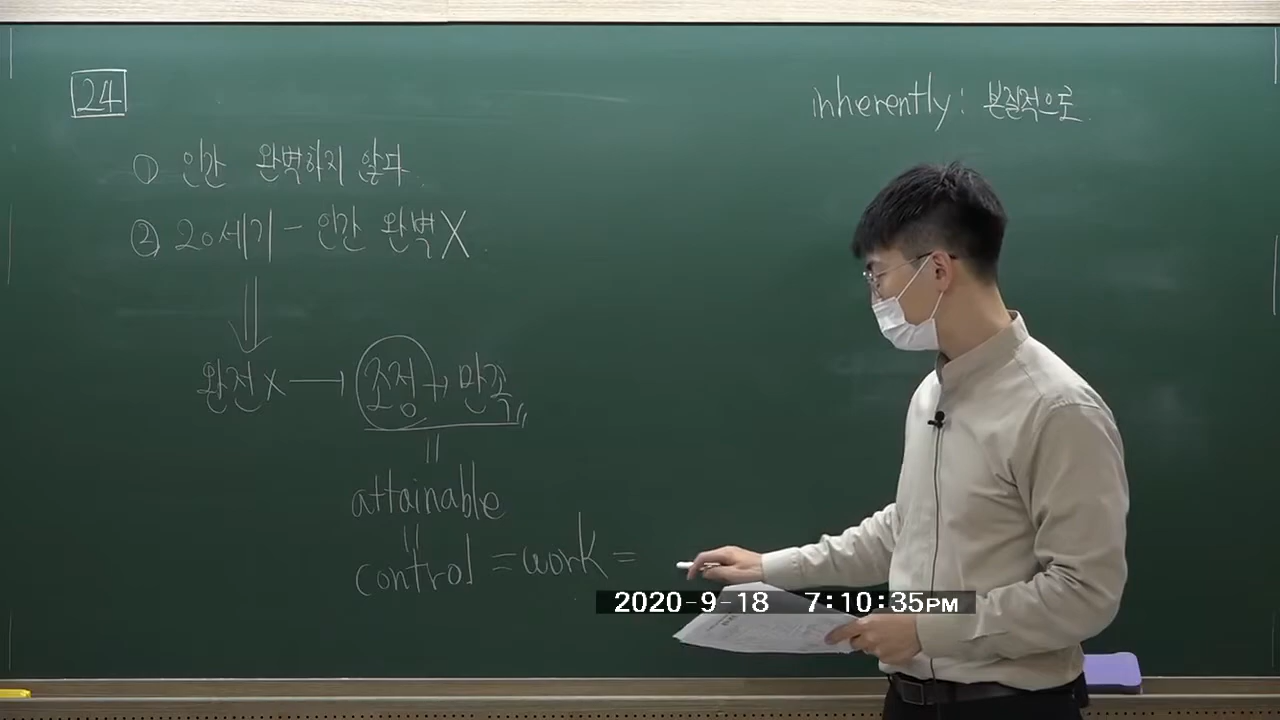 24
inherently : 본질적으로
① 인간 완벽하지 않다.
② 20세기 - 인간 완벽X.
완전X → 조정 → 만족"
attainable
control = work =
2020-9-18 7:10:35PM